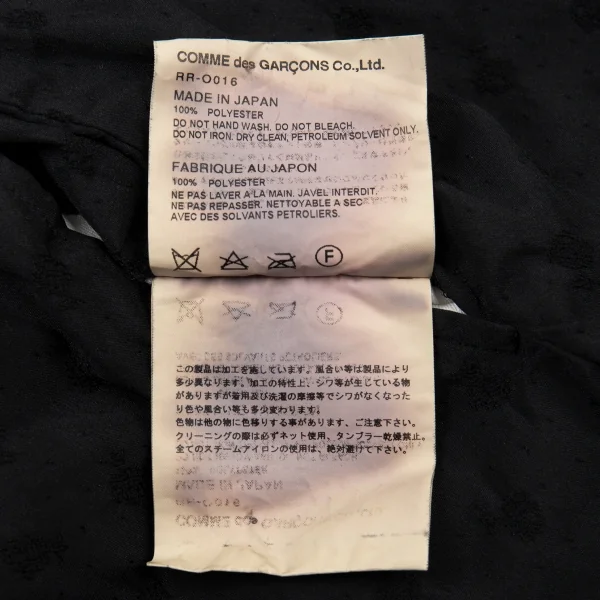 COMME des GARÇONS Co.,Ltd.
RR-O016
MADE IN JAPAN
100% POLYESTER
DO NOT HAND WASH. DO NOT BLEACH.
DO NOT IRON. DRY CLEAN, PETROLEUM SOLVENT ONLY.
FABRIQUE AU JAPON
100% POLYESTER
NE PAS LAVER A LA MAIN. JAVEL INTERDIT.
NE PAS REPASSER. NETTOYABLE A SEC
AVEC DES SOLVANTS PETROLIERS.
F
この製品は加工を施しています。風合い等は製品により
多少異なります。加工の特性上、シワ等が生じている物
がありますが着用及び洗濯の摩擦等でシワがなくなった
り色や風合い等も多少変わります。
色物は他の物に色移りする事があります、ご注意下さい。
クリーニングの際は必ずネット使用、タンブラー乾燥禁止。
全てのスチームアイロンの使用は、絶対避けて下さい。